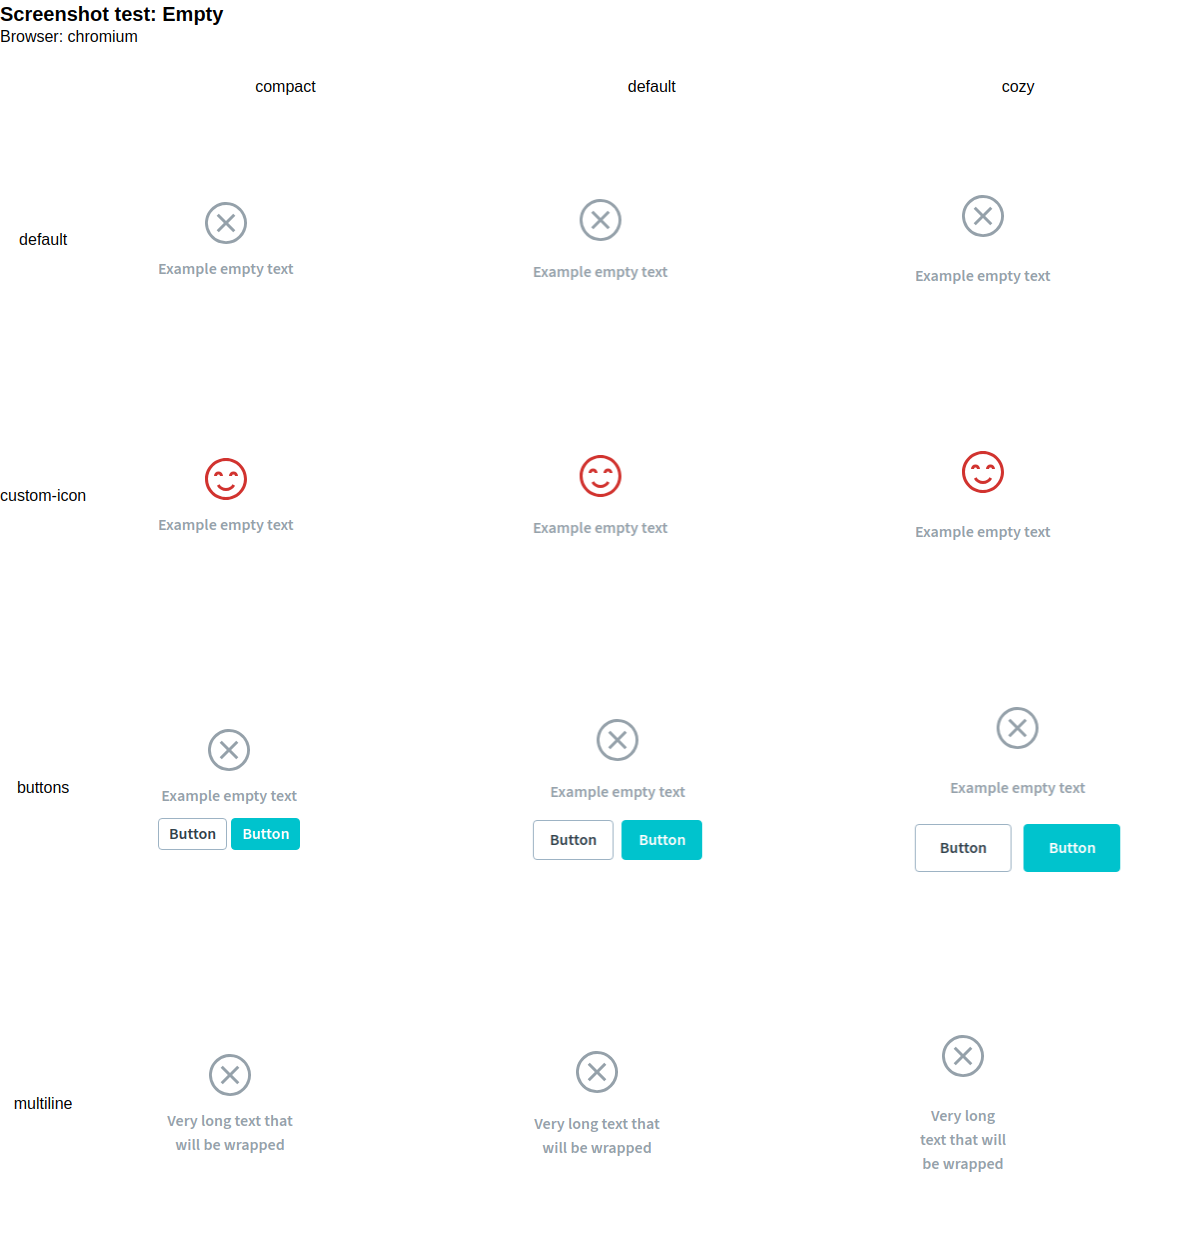 Screenshot test: Empty
Browser: chromium
compact default cozy
default
Example empty text Example empty text Example empty text
custom-icon
Example empty text Example empty text Example empty text
buttons
Example empty text Example empty text Example empty text
Button Button Button Button Button Button
multiline
Very long text that
will be wrapped
Very long text that
will be wrapped
Very long
text that will
be wrapped